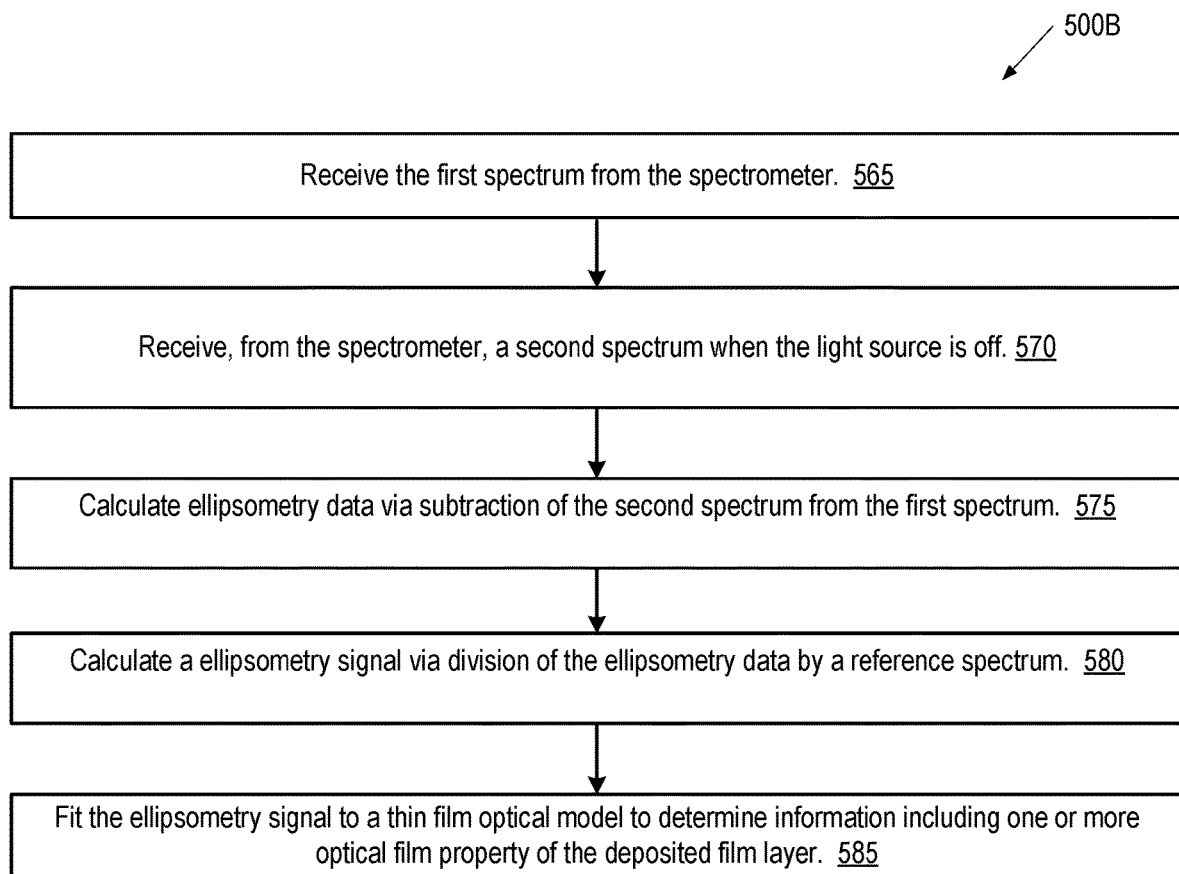 500B
Receive the first spectrum from the spectrometer. 565
Receive, from the spectrometer, a second spectrum when the light source is off. 570
Calculate ellipsometry data via subtraction of the second spectrum from the first spectrum. 575
Calculate a ellipsometry signal via division of the ellipsometry data by a reference spectrum. 580
Fit the ellipsometry signal to a thin film optical model to determine information including one or more
optical film property of the deposited film layer. 585